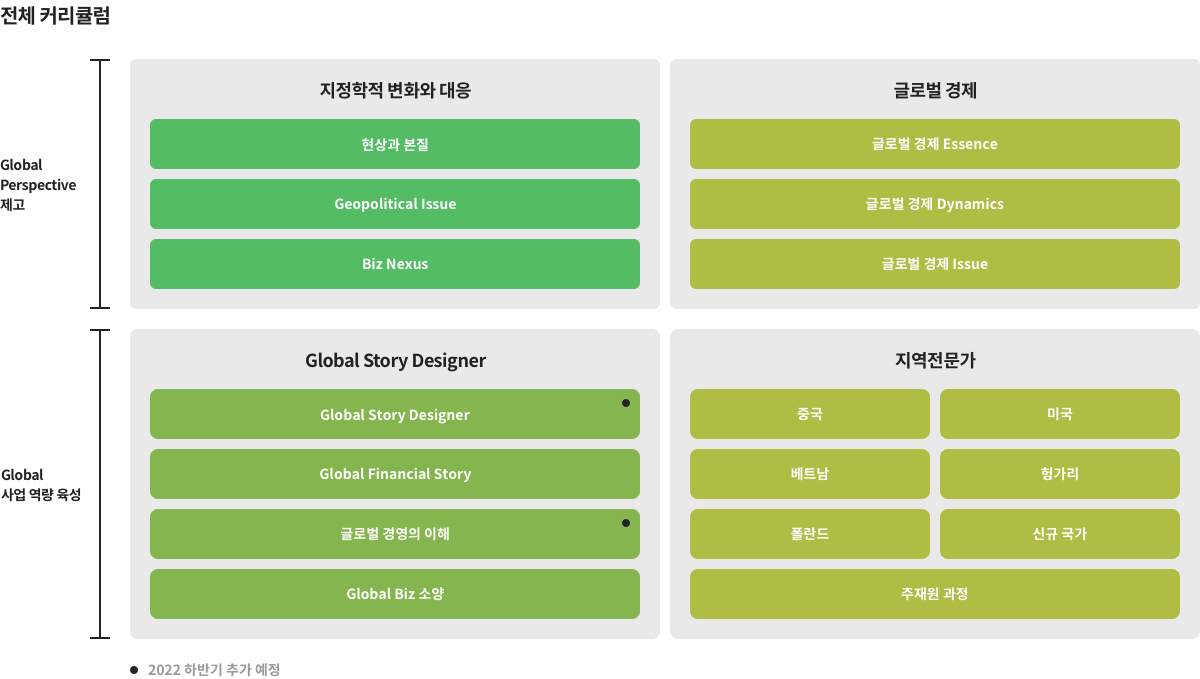 전체 커리큘럼
Global
Perspective
제고
지정학적 변화와 대응
현상과 본질
Geopolitical Issue
Biz Nexus
글로벌 경제
글로벌 경제 Essence
글로벌 경제 Dynamics
글로벌 경제 Issue
Global
사업 역량 육성
Global Story Designer
Global Story Designer
Global Financial Story
글로벌 경영의 이해
Global Biz 소양
지역전문가
중국
미국
베트남
헝가리
폴란드
신규 국가
주재원 과정
2022 하반기 추가 예정